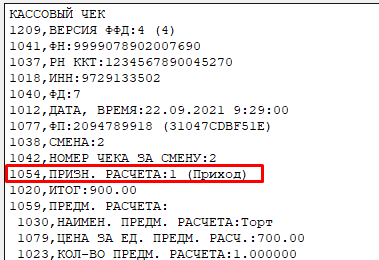 КАССОВЫЙ ЧЕК
1209,ВЕРСИЯ ФФД:4 (4)
1041,ФН:9999078902007690
1037,РН ККТ:1234567890045270
1018,ИНН:9729133502
1040,ФД:7
1012,ДАТА, ВРЕМЯ:22.09.2021 9:29:00
1077,ФП:2094789918 (31047CDBF51E)
1038,СМЕНА:2
1042,НОМЕР ЧЕКА ЗА СМЕНУ:2
1054,ПРИЗН. РАСЧЕТА:1 (Приход)
1020,ИТОГ:900.00
1059,ПРЕДМ. РАСЧЕТА:
1030,НАИМЕН. ПРЕДМ. РАСЧЕТА:Торт
1079,ЦЕНА ЗА ЕД. ПРЕДМ. РАСЧ.:700.00
1023,КОЛ-ВО ПРЕДМ. РАСЧЕТА:1.000000